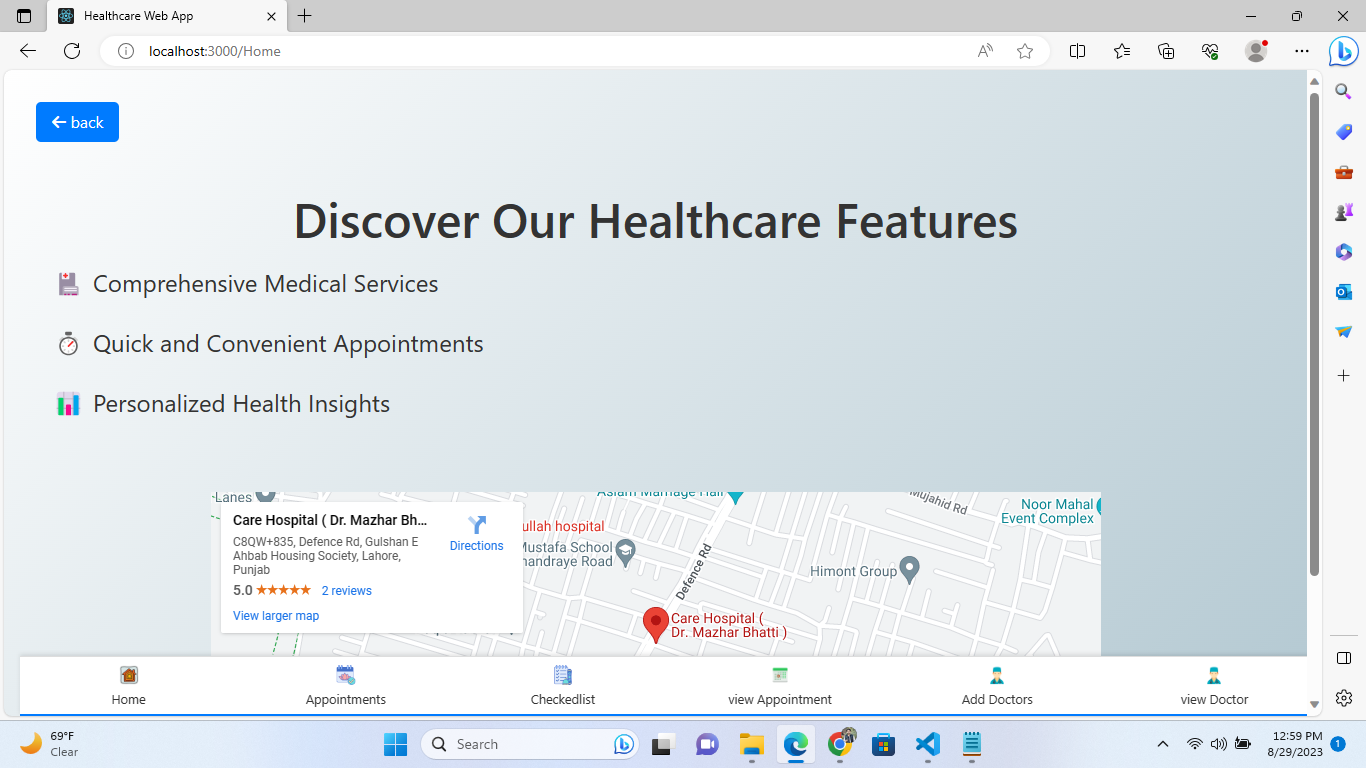 Healthcare Web App
localhost:3000/Home
back
Discover Our Healthcare Features
Comprehensive Medical Services
Quick and Convenient Appointments
Personalized Health Insights
Lanes
Aslam Marriage Hall
Mujahid Rd
Noor Mahal
Event Complex
Care Hospital ( Dr. Mazhar Bh...
Directions
C8QW+835, Defence Rd, Gulshan E
Ahbab Housing Society, Lahore,
Punjab
5.0
2 reviews
View larger map
ullah hospital
Mustafa School
handraye Road
Defence Rd
Himont Group
Care Hospital (
Dr. Mazhar Bhatti )
Home
Appointments
Checkedlist
view Appointment
Add Doctors
view Doctor
69°F
Clear
Search
12:59 PM
8/29/2023
1